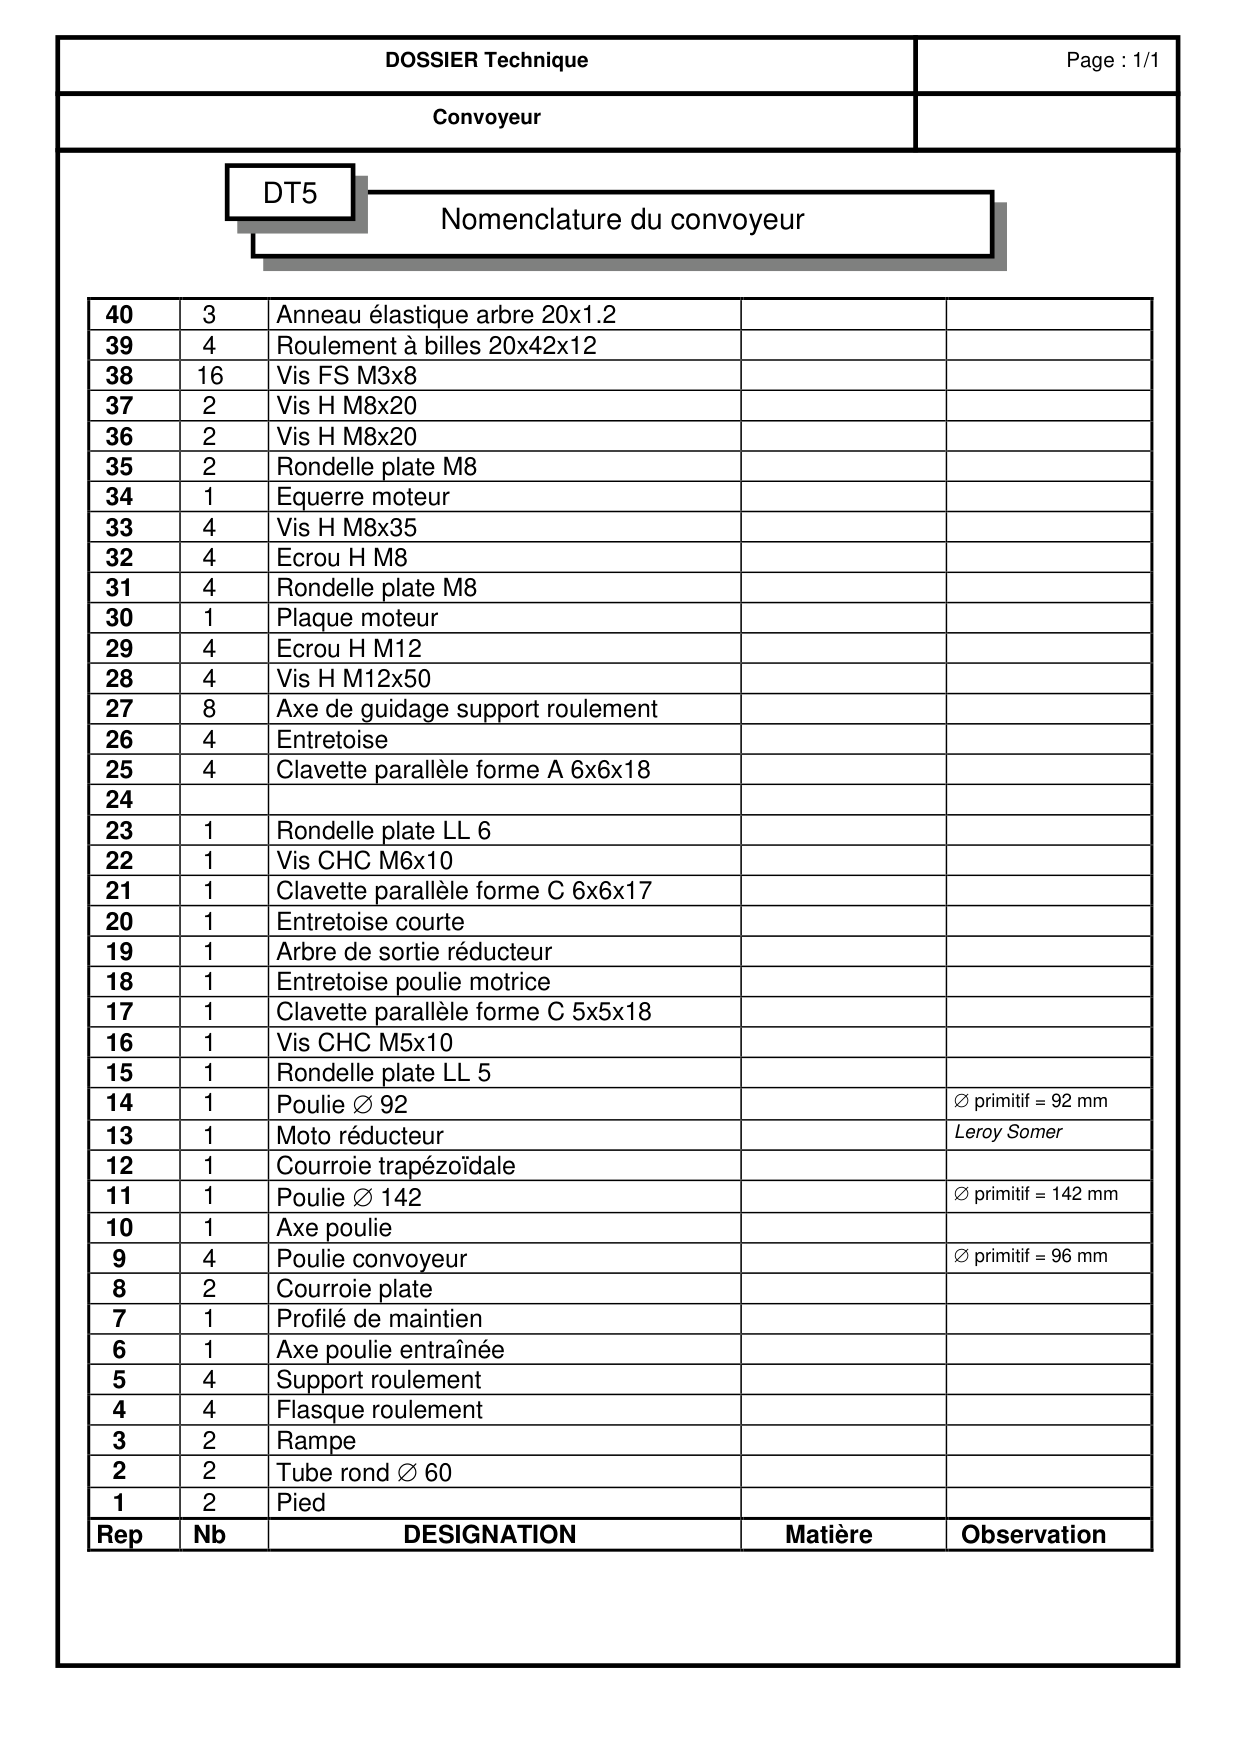 DOSSIER Technique Page : 1/1
Convoyeur
DT5
Nomenclature du convoyeur
40 3 Anneau élastique arbre 20x1.2
39 4 Roulement à billes 20x42x12
38 16 Vis FS M3x8
37 2 Vis H M8x20
36 2 Vis H M8x20
35 2 Rondelle plate M8
34 1 Equerre moteur
33 4 Vis H M8x35
32 4 Ecrou H M8
31 4 Rondelle plate M8
30 1 Plaque moteur
29 4 Ecrou H M12
28 4 Vis H M12x50
27 8 Axe de guidage support roulement
26 4 Entretoise
25 4 Clavette parallèle forme A 6x6x18
24
23 1 Rondelle plate LL 6
22 1 Vis CHC M6x10
21 1 Clavette parallèle forme C 6x6x17
20 1 Entretoise courte
19 1 Arbre de sortie réducteur
18 1 Entretoise poulie motrice
17 1 Clavette parallèle forme C 5x5x18
16 1 Vis CHC M5x10
15 1 Rondelle plate LL 5
14 1 Poulie ∅ 92 ∅ primitif = 92 mm
13 1 Moto réducteur Leroy Somer
12 1 Courroie trapézoïdale
11 1 Poulie ∅ 142 ∅ primitif = 142 mm
10 1 Axe poulie
9 4 Poulie convoyeur ∅ primitif = 96 mm
8 2 Courroie plate
7 1 Profilé de maintien
6 1 Axe poulie entraînée
5 4 Support roulement
4 4 Flasque roulement
3 2 Rampe
2 2 Tube rond ∅ 60
1 2 Pied
Rep Nb DESIGNATION Matière Observation